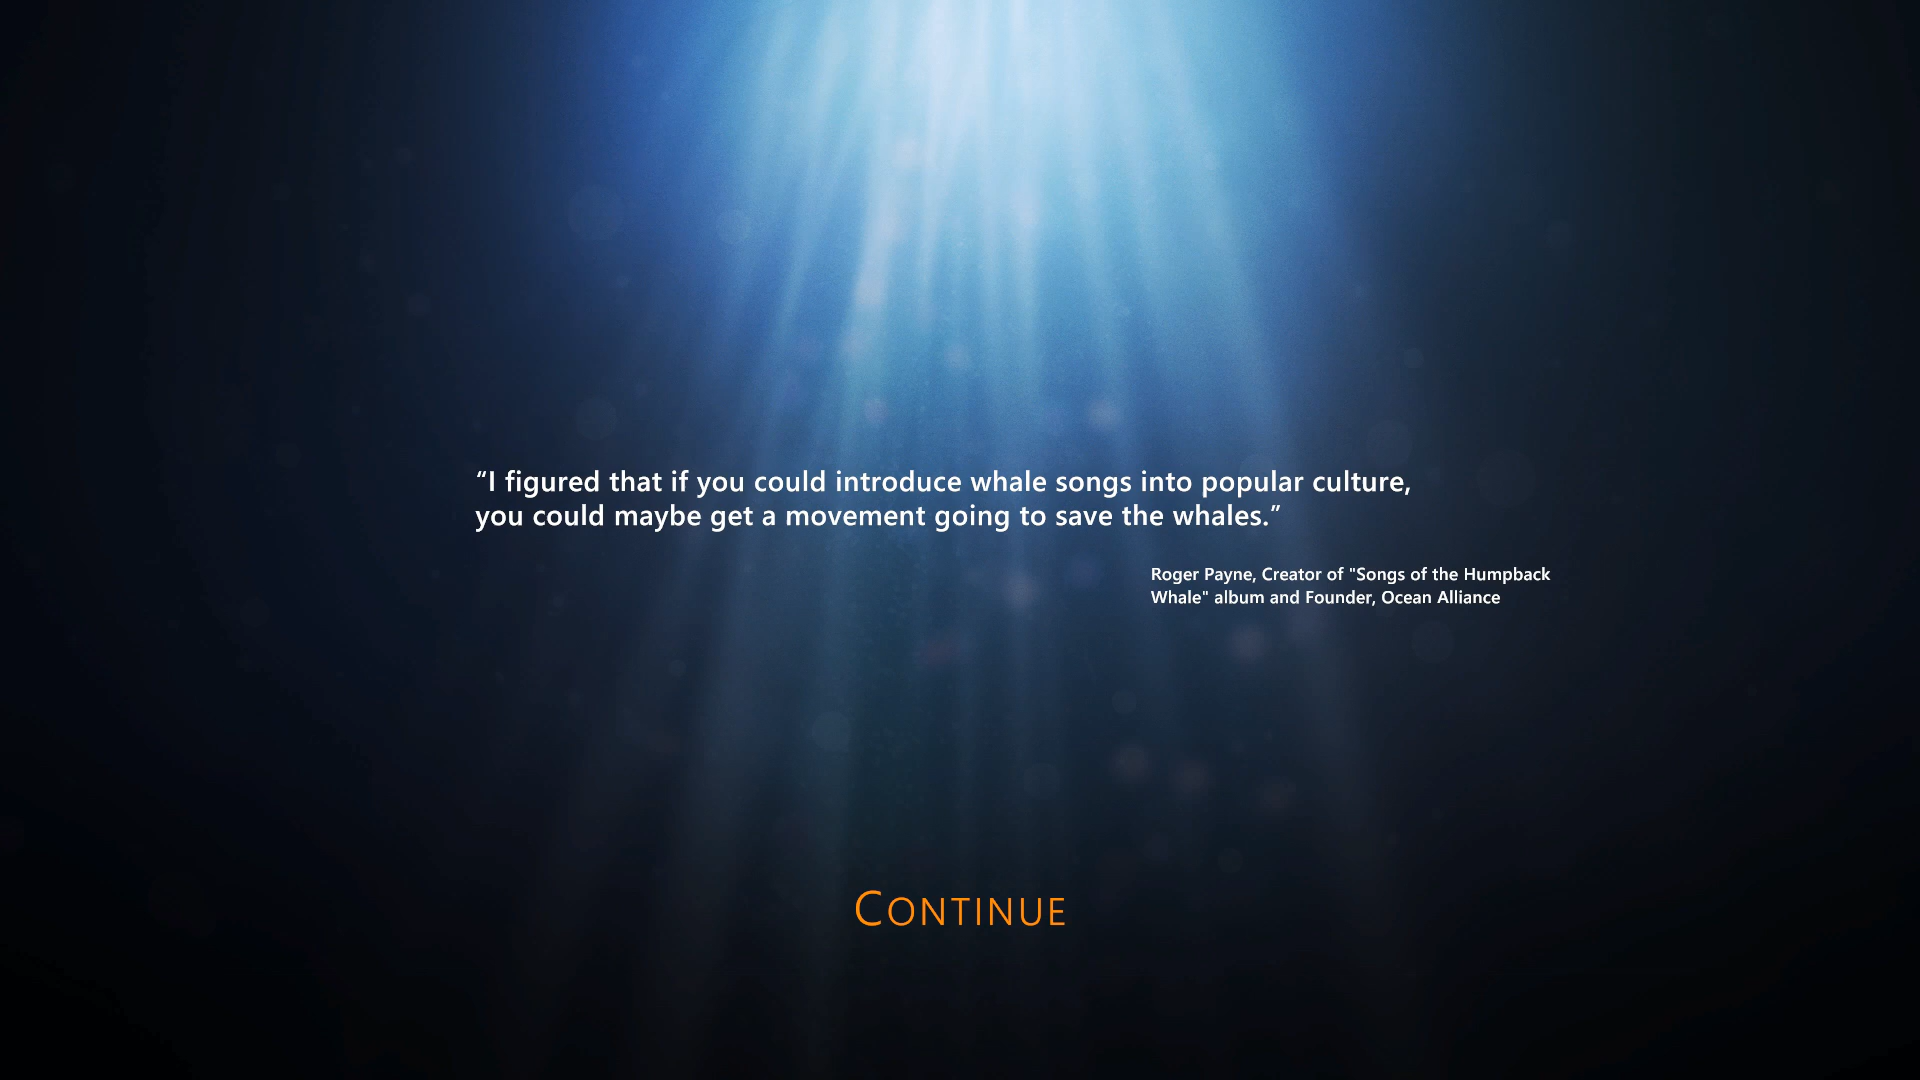 “I figured that if you could introduce whale songs into popular culture,
you could maybe get a movement going to save the whales.”
Roger Payne, Creator of "Songs of the Humpback
Whale" album and Founder, Ocean Alliance
CONTINUE